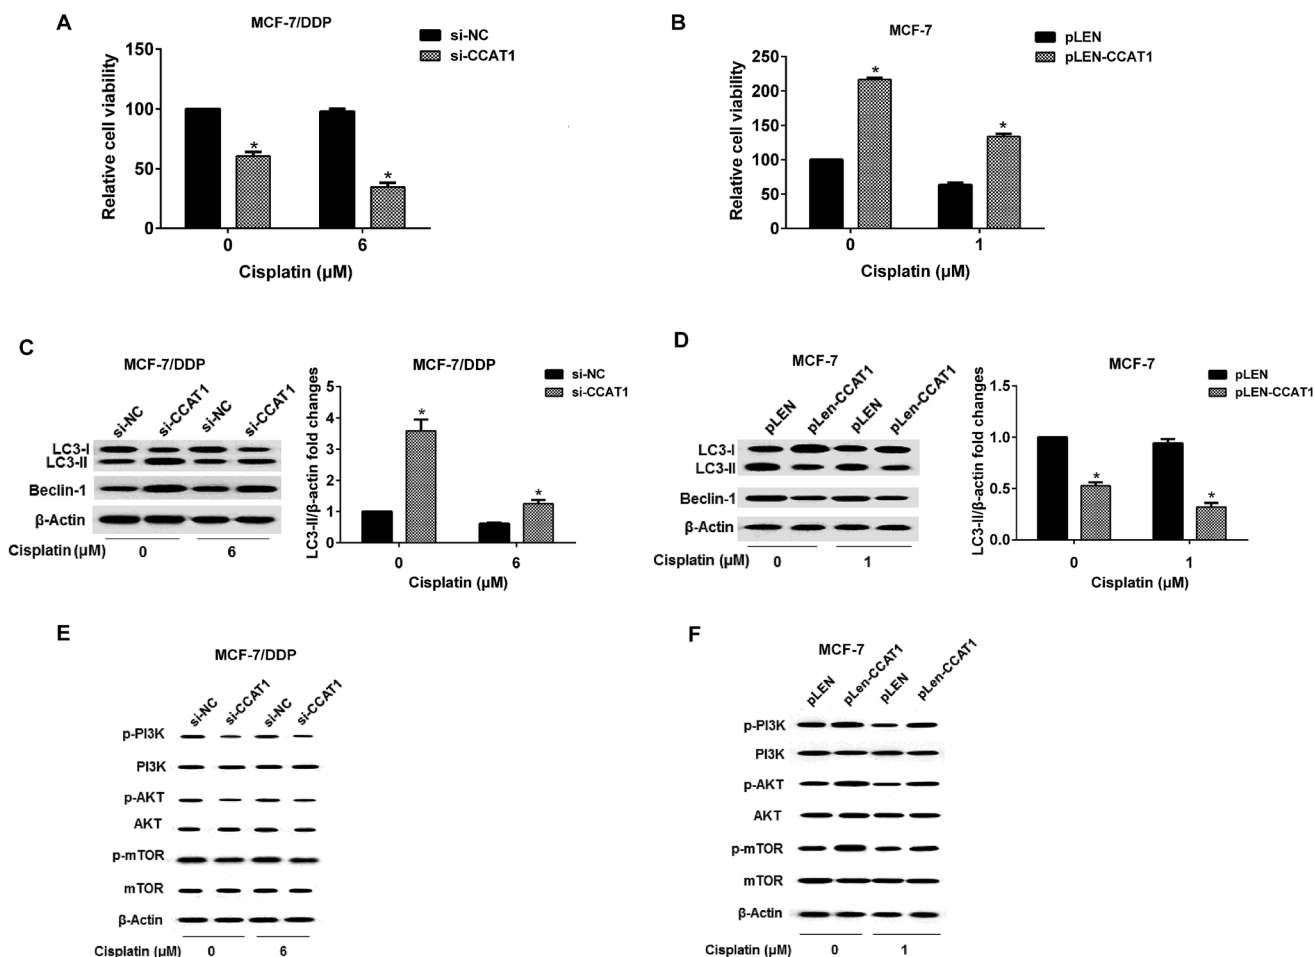 A
MCF-7/DDP
si-NC
si-CCAT1
150
100
50
0
Relative cell viability
0
6
Cisplatin (µM)
B
MCF-7
pLEN
pLEN-CCAT1
250
200
150
100
50
0
Relative cell viability
0
1
Cisplatin (µM)
*
*
*
*
C
MCF-7/DDP
si-NC
si-CCAT1
si-NC
si-CCAT1
LC3-I
LC3-II
Beclin-1
β-Actin
Cisplatin (µM)
0
6
MCF-7/DDP
si-NC
si-CCAT1
5
4
3
2
1
0
LC3-II/β-actin fold changes
*
*
0
6
Cisplatin (µM)
D
MCF-7
pLEN
pLen-CCAT1
pLEN
pLen-CCAT1
LC3-I
LC3-II
Beclin-1
β-Actin
Cisplatin (µM)
0
1
MCF-7
pLEN
pLEN-CCAT1
1.5
1.0
0.5
0.0
LC3-II/β-actin fold changes
*
*
0
1
Cisplatin (µM)
E
MCF-7/DDP
si-NC
si-CCAT1
si-NC
si-CCAT1
p-PI3K
PI3K
p-AKT
AKT
p-mTOR
mTOR
β-Actin
Cisplatin (µM)
0
6
F
MCF-7
pLEN
pLen-CCAT1
pLEN
pLen-CCAT1
p-PI3K
PI3K
p-AKT
AKT
p-mTOR
mTOR
β-Actin
Cisplatin (µM)
0
1